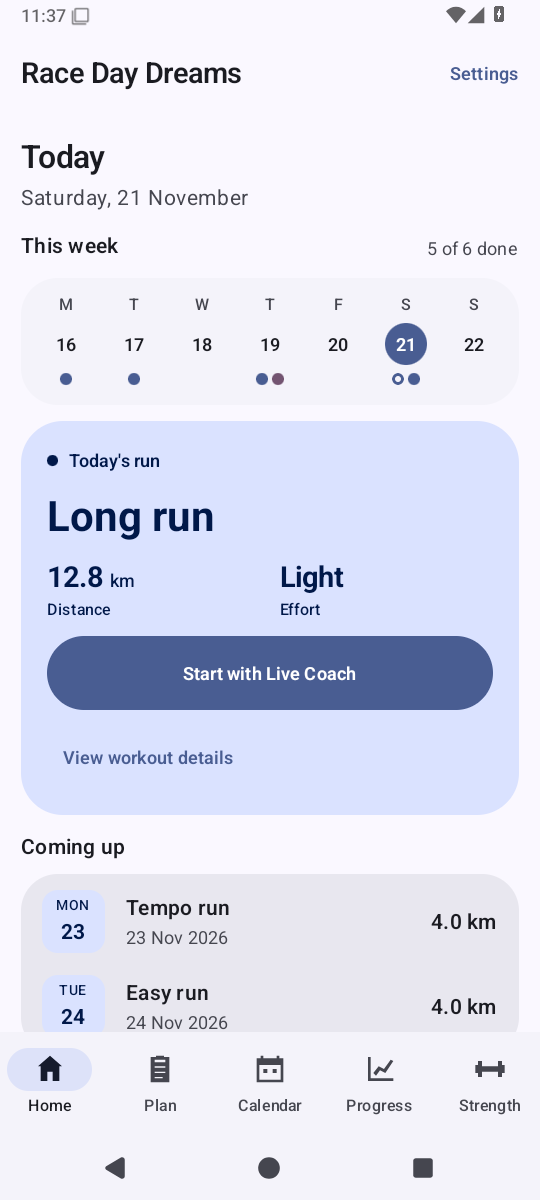 11:37
Race Day Dreams
Settings
Today
Saturday, 21 November
This week
5 of 6 done
M T W T F S S
16 17 18 19 20 21 22
Today's run
Long run
12.8 km
Light
Distance
Effort
Start with Live Coach
View workout details
Coming up
MON
23
Tempo run
23 Nov 2026
4.0 km
TUE
24
Easy run
24 Nov 2026
4.0 km
Home
Plan
Calendar
Progress
Strength